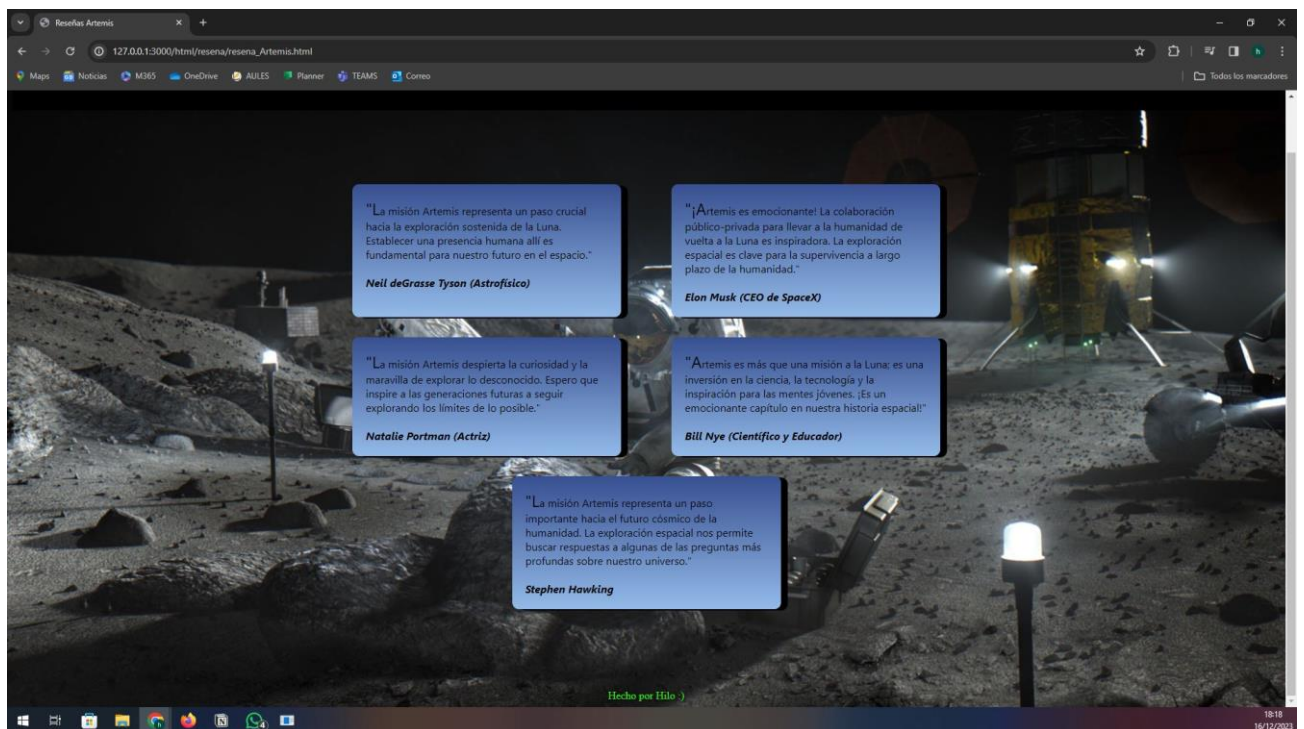 Reseñas Artemis
127.0.0.1:3000/html/resena/resena_Artemis.html
Maps Noticias M365 OneDrive AULES Planner TEAMS Correo Todos los marcadores
"La misión Artemis representa un paso crucial
hacia la exploración sostenida de la Luna.
Establecer una presencia humana allí es
fundamental para nuestro futuro en el espacio."
Neil deGrasse Tyson (Astrofísico)
"¡Artemis es emocionante! La colaboración
público-privada para llevar a la humanidad de
vuelta a la Luna es inspiradora. La exploración
espacial es clave para la supervivencia a largo
plazo de la humanidad."
Elon Musk (CEO de SpaceX)
"La misión Artemis despierta la curiosidad y la
maravilla de explorar lo desconocido. Espero que
inspire a las generaciones futuras a seguir
explorando los límites de lo posible."
Natalie Portman (Actriz)
"Artemis es más que una misión a la Luna: es una
inversión en la ciencia, la tecnología y la
inspiración para las mentes jóvenes. ¡Es un
emocionante capítulo en nuestra historia espacial!"
Bill Nye (Científico y Educador)
"La misión Artemis representa un paso
importante hacia el futuro cósmico de la
humanidad. La exploración espacial nos permite
buscar respuestas a algunas de las preguntas más
profundas sobre nuestro universo."
Stephen Hawking
Hecho por Hilo :)
18:18
16/12/2023